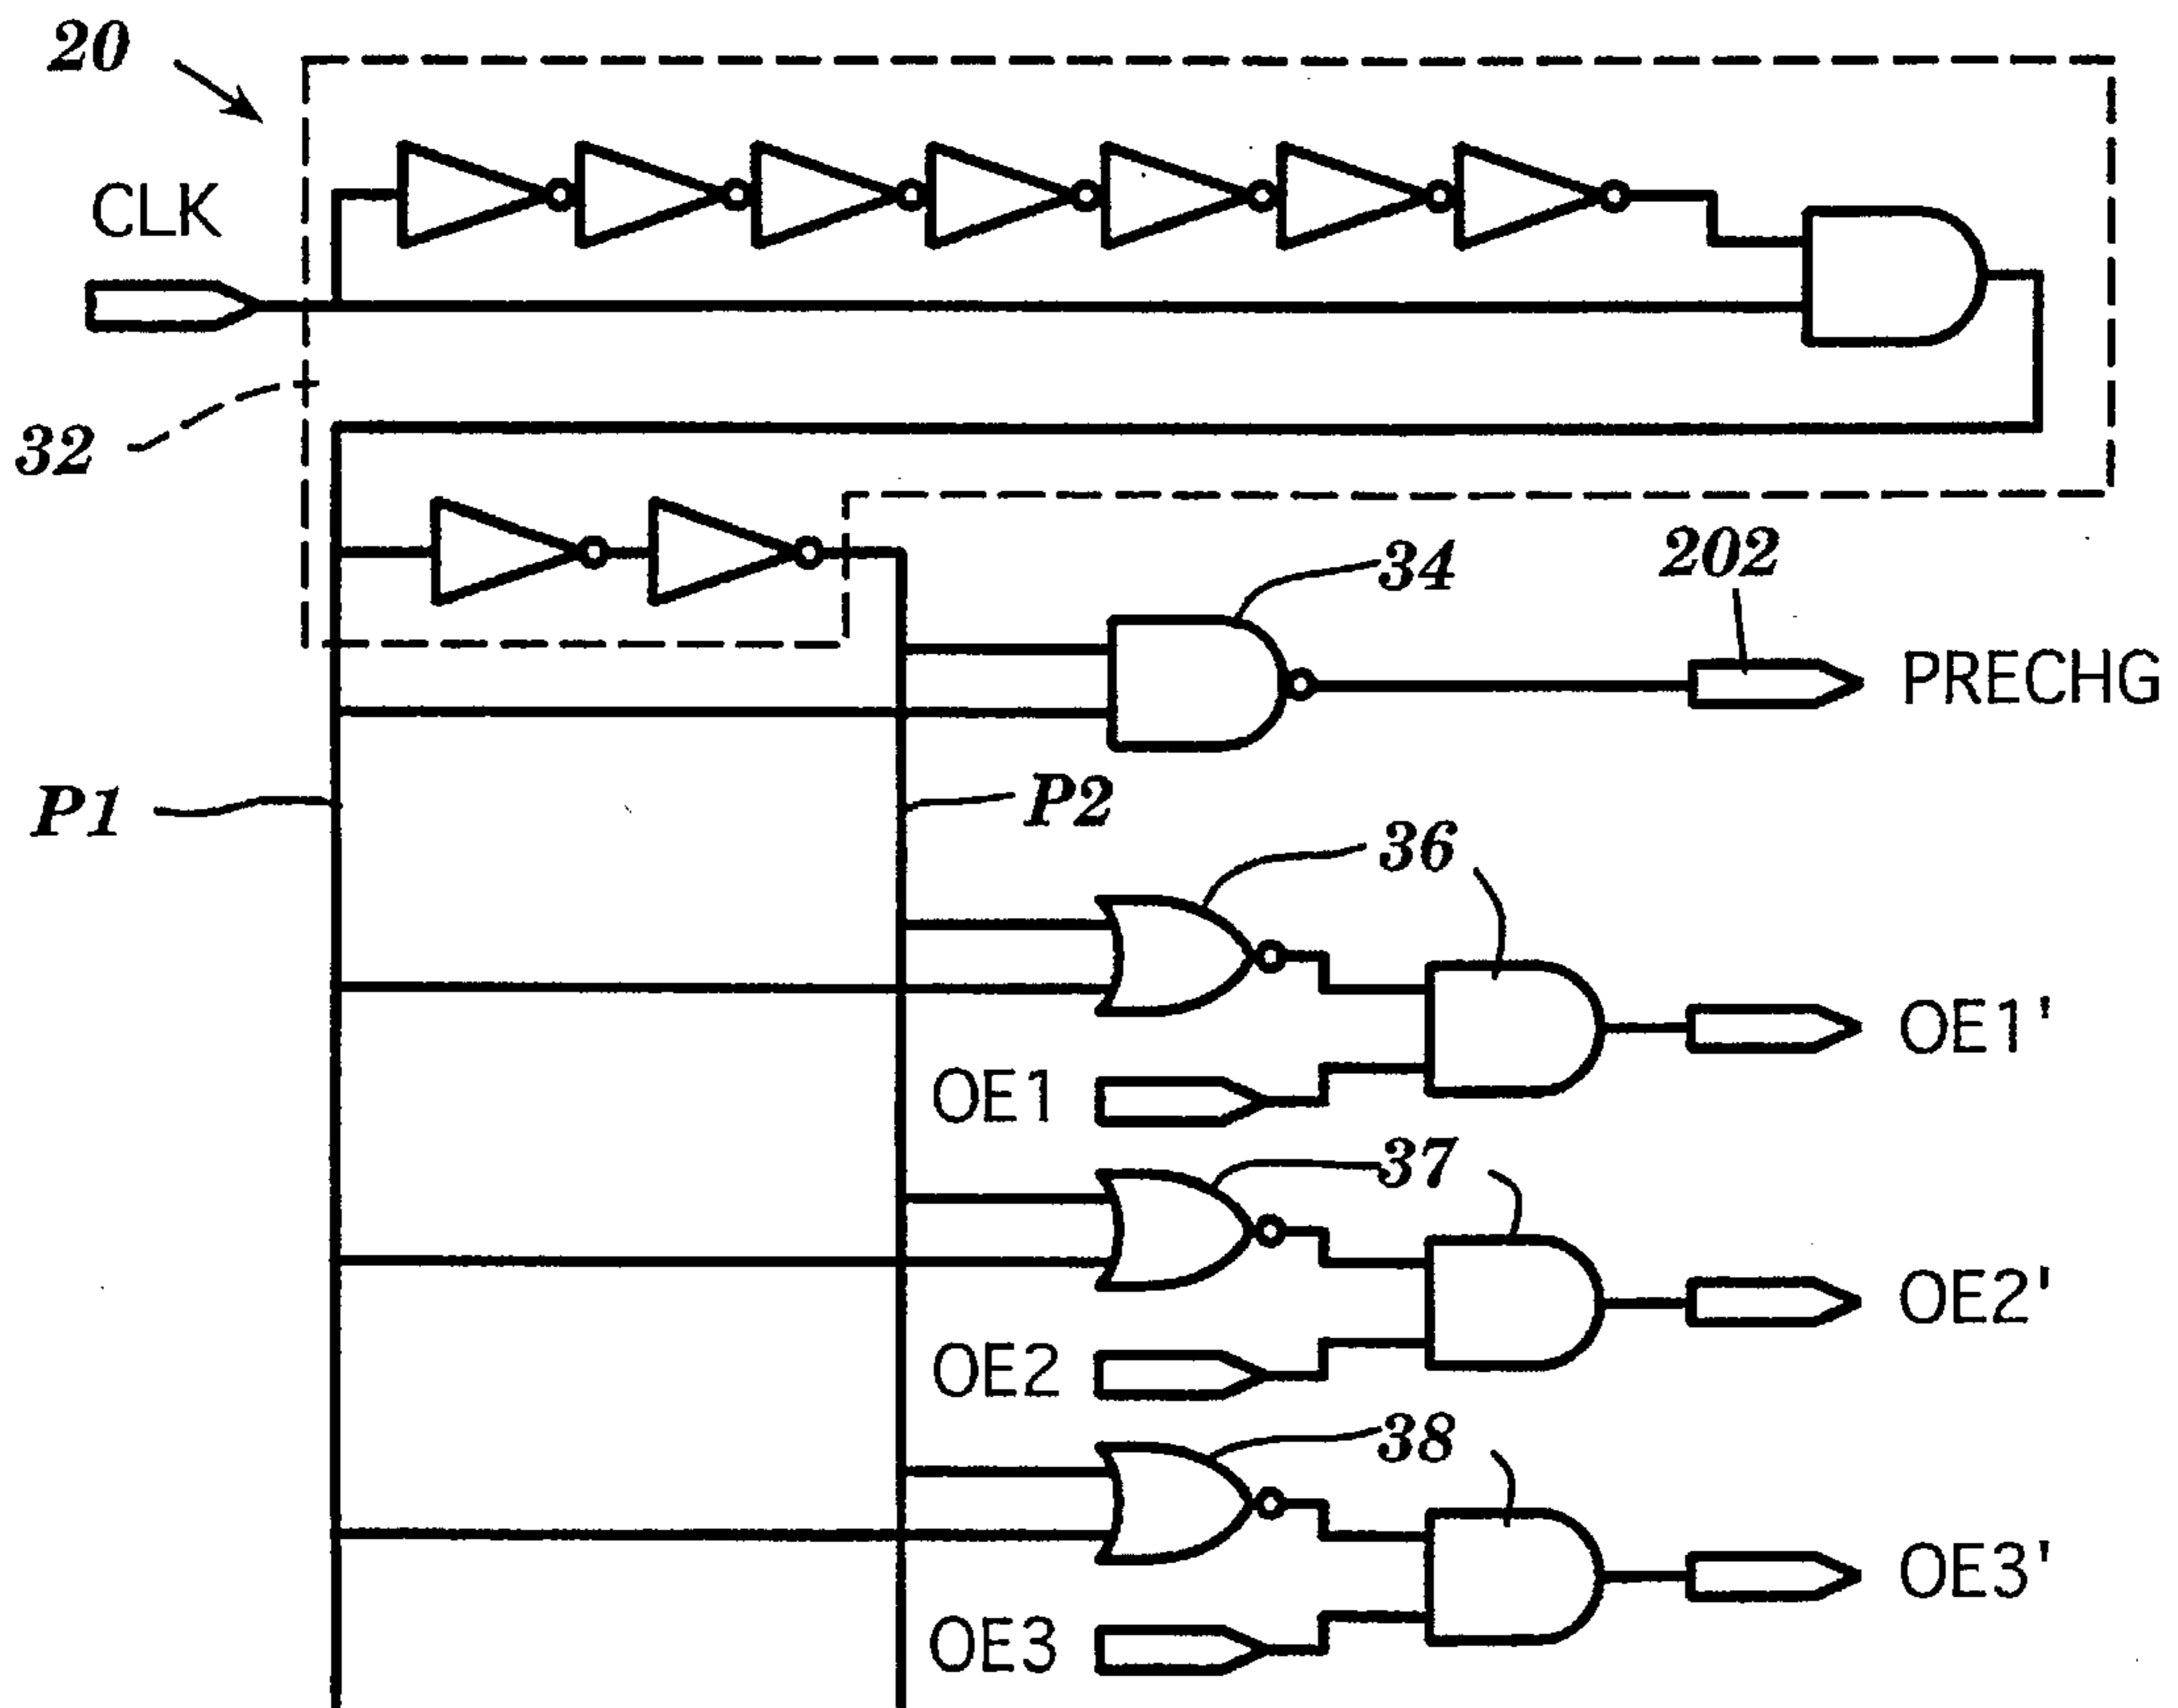 20
CLK
32
34
202
PRECHG
P1
P2
36
OE1'
OE1
37
OE2'
OE2
38
OE3'
OE3